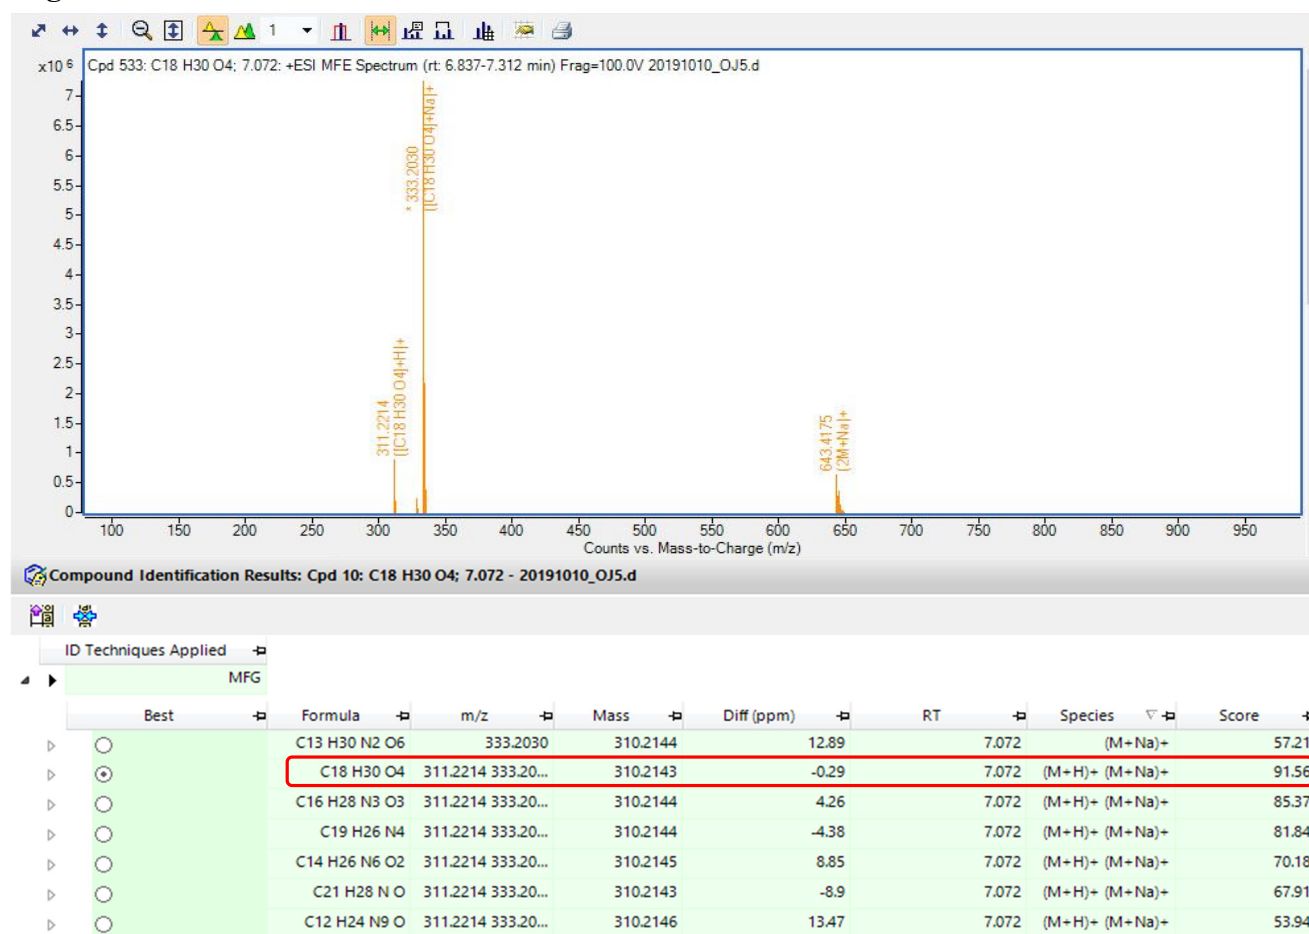 1
x10 6
Cpd 533: C18 H30 O4; 7.072: +ESI MFE Spectrum (rt: 6.837-7.312 min) Frag=100.0V 20191010_OJ5.d
7
6.5
6
5.5
5
4.5
4
3.5
3
2.5
2
1.5
1
0.5
0
311.2214
([C18 H30 O4]+H)+
* 333.2030
([C18 H30 O4]+Na)+
643.4175
(2M+Na)+
100 150 200 250 300 350 400 450 500 550 600 650 700 750 800 850 900 950
Counts vs. Mass-to-Charge (m/z)
Compound Identification Results: Cpd 10: C18 H30 O4; 7.072 - 20191010_OJ5.d
ID Techniques Applied
MFG
Best Formula m/z Mass Diff (ppm) RT Species Score
C13 H30 N2 O6 333.2030 310.2144 12.89 7.072 (M+Na)+ 57.21
C18 H30 O4 311.2214 333.20... 310.2143 -0.29 7.072 (M+H)+ (M+Na)+ 91.56
C16 H28 N3 O3 311.2214 333.20... 310.2144 4.26 7.072 (M+H)+ (M+Na)+ 85.37
C19 H26 N4 311.2214 333.20... 310.2144 -4.38 7.072 (M+H)+ (M+Na)+ 81.84
C14 H26 N6 O2 311.2214 333.20... 310.2145 8.85 7.072 (M+H)+ (M+Na)+ 70.18
C21 H28 N O 311.2214 333.20... 310.2143 -8.9 7.072 (M+H)+ (M+Na)+ 67.91
C12 H24 N9 O 311.2214 333.20... 310.2146 13.47 7.072 (M+H)+ (M+Na)+ 53.94